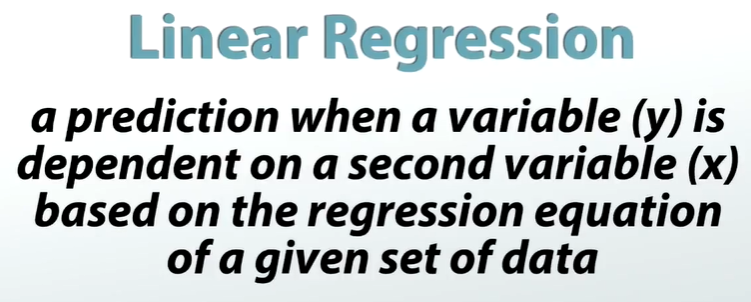 Linear Regression
a prediction when a variable (y) is
dependent on a second variable (x)
based on the regression equation
of a given set of data